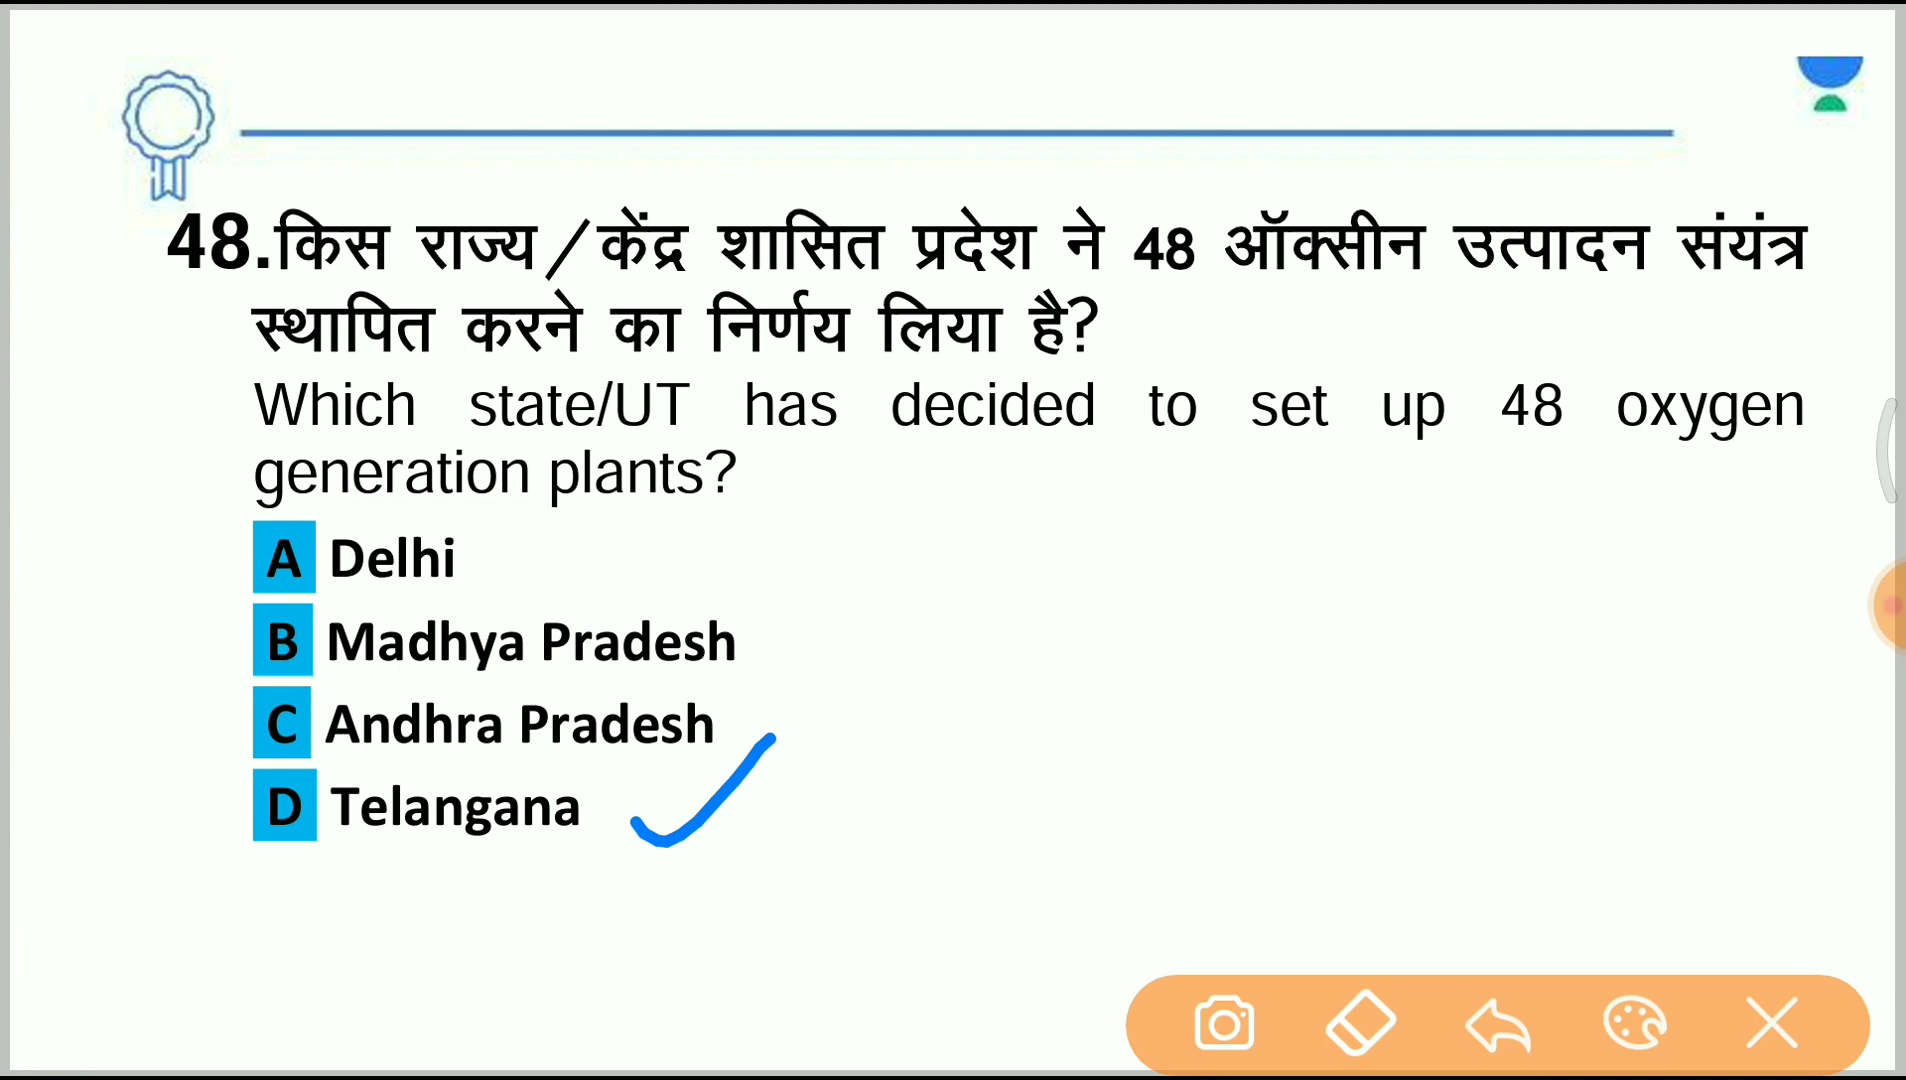 48.किस राज्य/केंद्र शासित प्रदेश ने 48 ऑक्सीन उत्पादन संयंत्र
स्थापित करने का निर्णय लिया है?
Which state/UT has decided to set up 48 oxygen
generation plants?
A Delhi
B Madhya Pradesh
C Andhra Pradesh
D Telangana